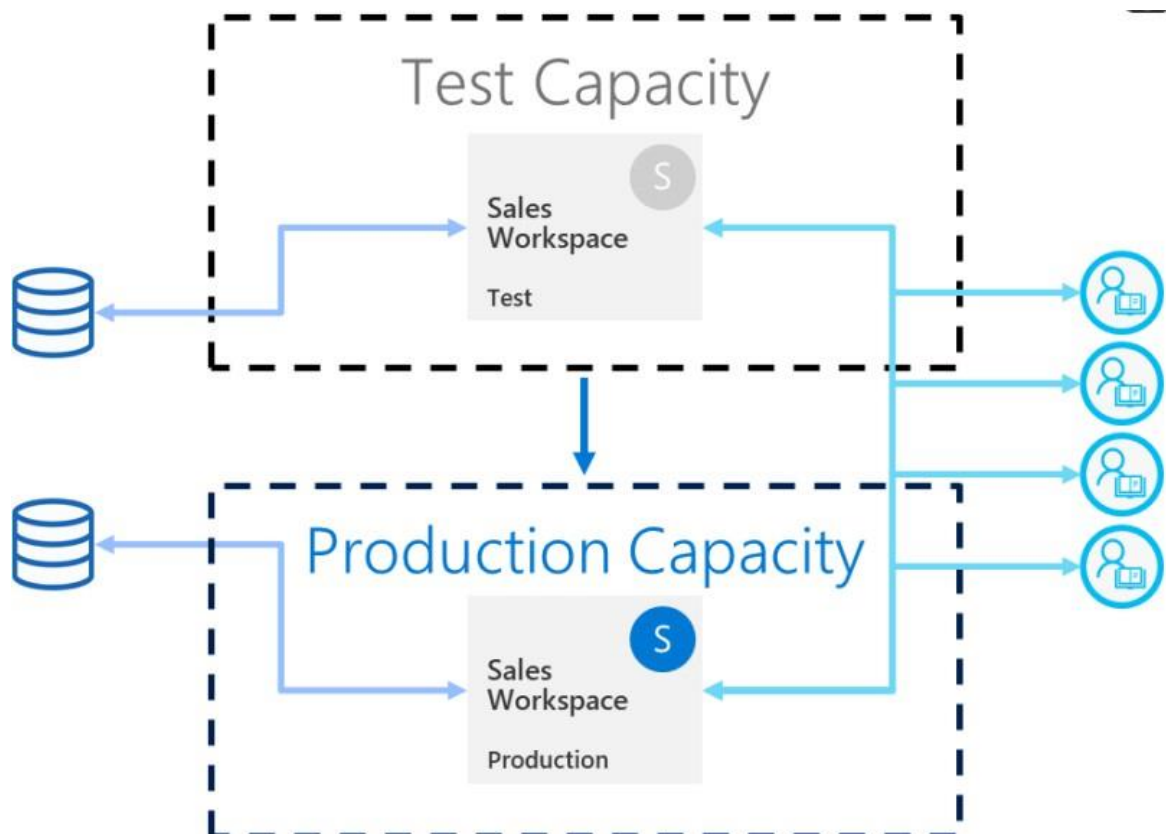 Test Capacity
S
Sales
Workspace
Test
Production Capacity
S
Sales
Workspace
Production